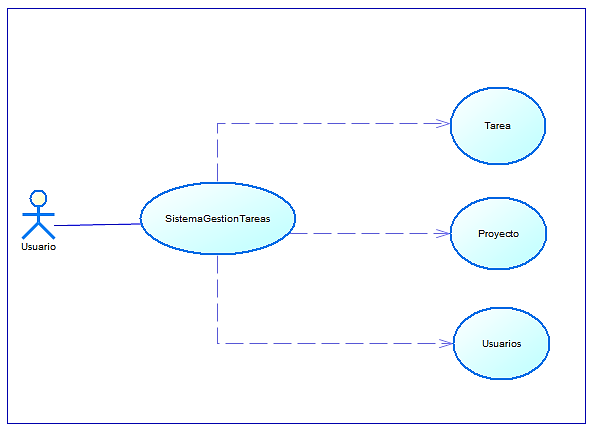 Tarea
SistemaGestionTareas
Proyecto
Usuario
Usuarios